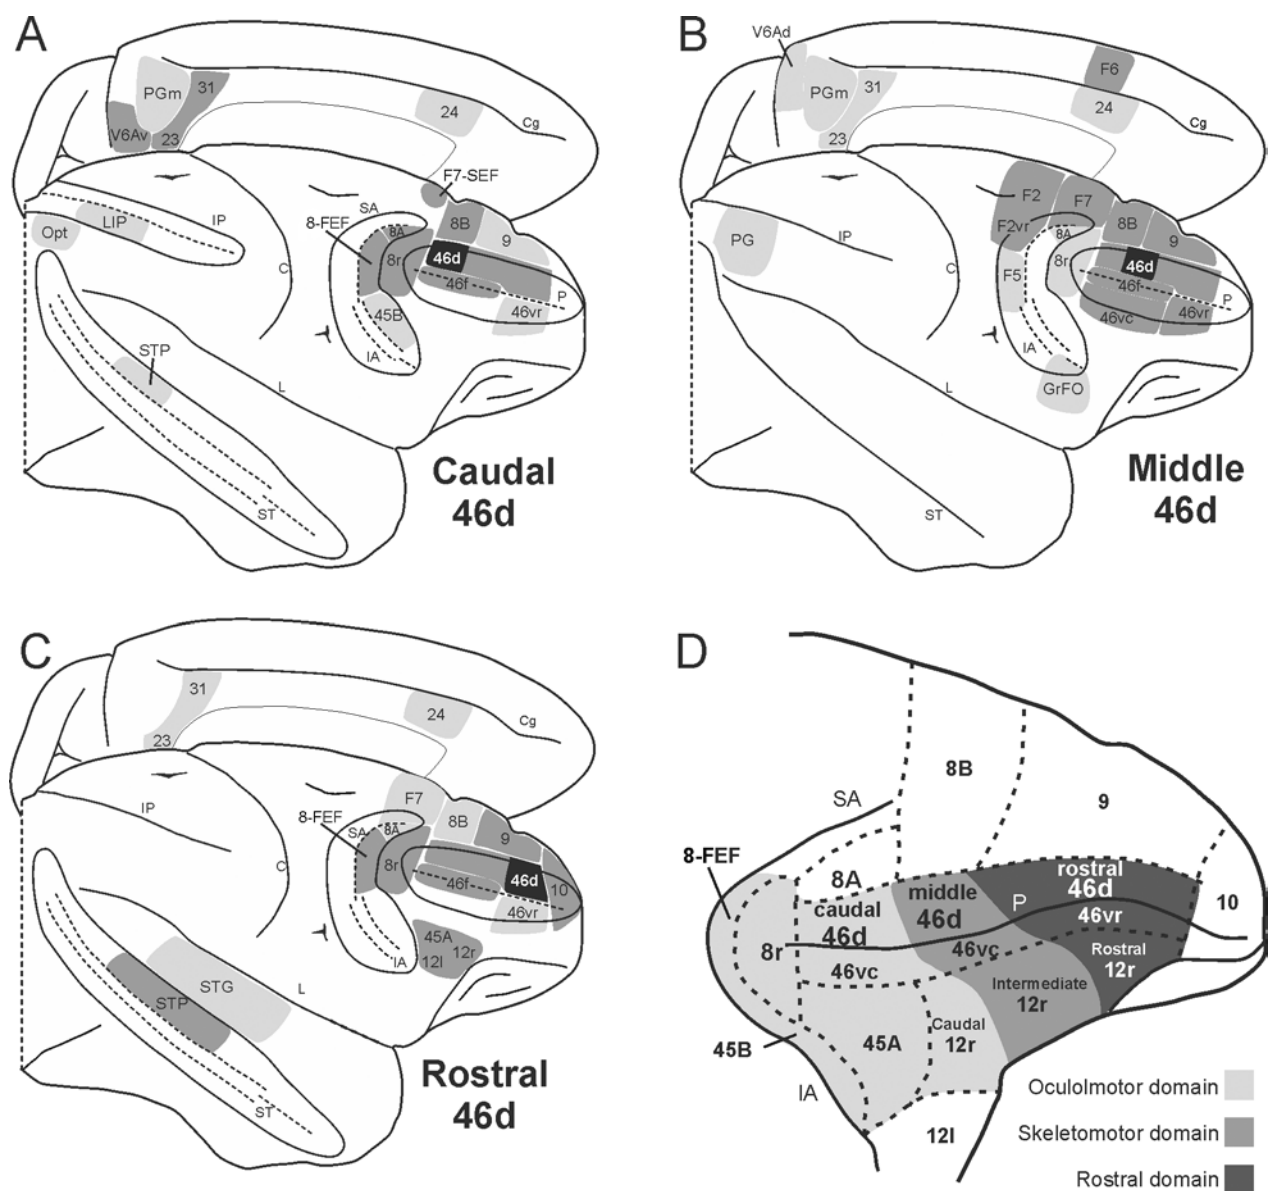 A
PGm
31
V6Av
23
24
Cg
F7-SEF
SA
8-FEF
8A
8B
9
Opt
LIP
IP
C
8r
46d
46f
P
45B
46vr
IA
STP
L
ST
Caudal
46d
B
V6Ad
PGm
31
23
F6
24
Cg
F2
F7
F2vr
8A
8B
9
PG
IP
C
F5
8r
46d
46f
P
46vc
46vr
IA
L
GrFO
ST
Middle
46d
C
31
23
24
Cg
F7
8-FEF
SA
8A
8B
9
IP
C
8r
46f
46d
10
46vr
45A
12r
12l
IA
STG
STP
L
ST
Rostral
46d
D
8B
9
SA
8-FEF
8A
rostral
46d
middle
46d
P
caudal
46d
46vr
10
8r
46vc
46vc
Rostral
12r
Intermediate
12r
Caudal
12r
45A
45B
IA
12l
Oculolmotor domain
Skeletomotor domain
Rostral domain